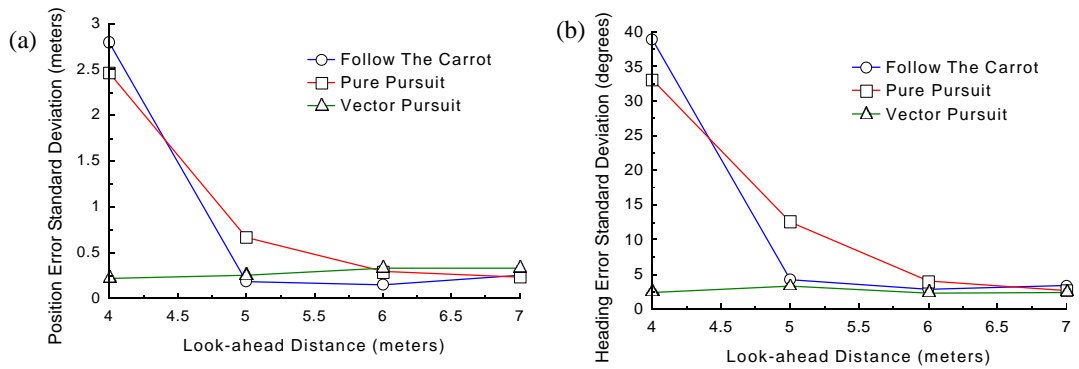 (a)
Position Error Standard Deviation (meters)
3
2.5
2
1.5
1
0.5
0
4 4.5 5 5.5 6 6.5 7
Look-ahead Distance (meters)
Follow The Carrot
Pure Pursuit
Vector Pursuit
(b)
Heading Error Standard Deviation (degrees)
40
35
30
25
20
15
10
5
0
4 4.5 5 5.5 6 6.5 7
Look-ahead Distance (meters)
Follow The Carrot
Pure Pursuit
Vector Pursuit